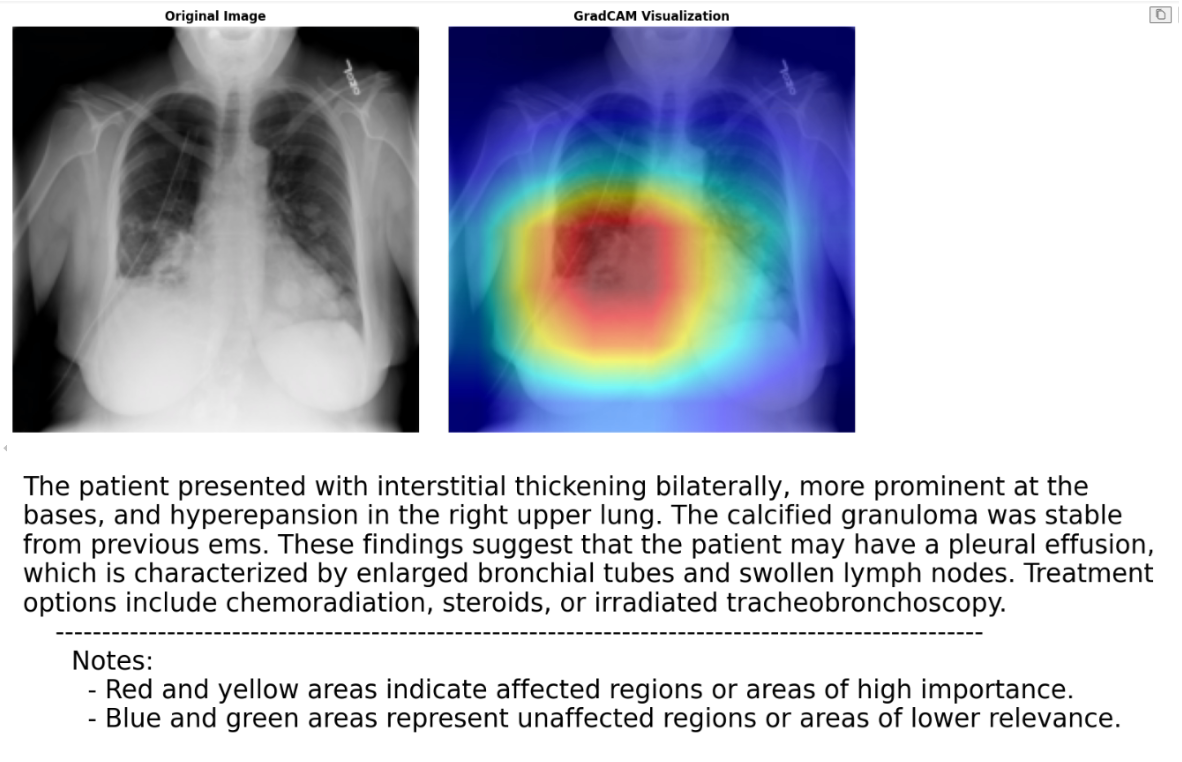 Original Image
GradCAM Visualization
The patient presented with interstitial thickening bilaterally, more prominent at the
bases, and hyperepansion in the right upper lung. The calcified granuloma was stable
from previous ems. These findings suggest that the patient may have a pleural effusion,
which is characterized by enlarged bronchial tubes and swollen lymph nodes. Treatment
options include chemoradiation, steroids, or irradiated tracheobronchoscopy.
----------------------------------------------------------------------------------------------------
Notes:
- Red and yellow areas indicate affected regions or areas of high importance.
- Blue and green areas represent unaffected regions or areas of lower relevance.